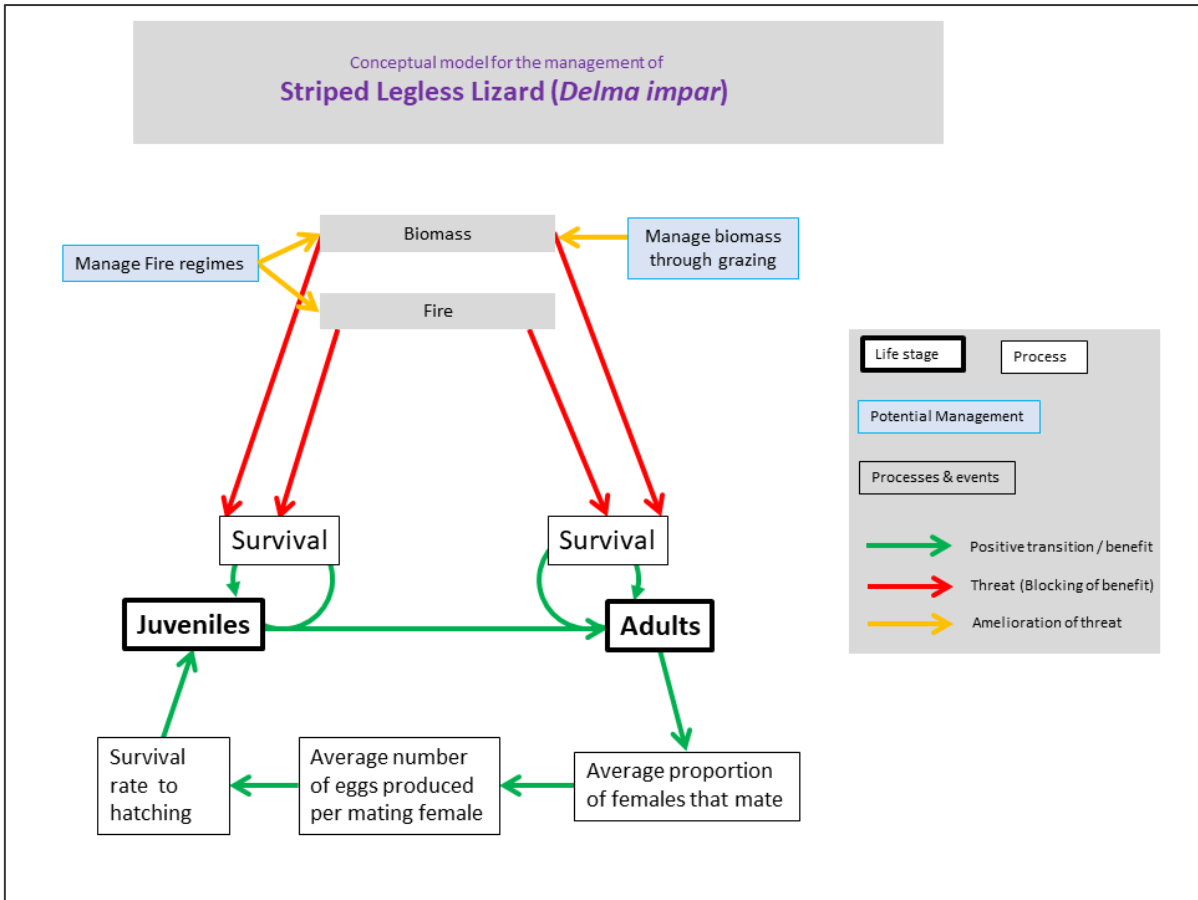 Conceptual model for the management of
Striped Legless Lizard (Delma impar)
Biomass
Manage biomass
through grazing
Manage Fire regimes
Fire
Life stage
Process
Potential Management
Processes & events
Survival
Survival
Positive transition / benefit
Threat (Blocking of benefit)
Amelioration of threat
Juveniles
Adults
Survival
rate to
hatching
Average number
of eggs produced
per mating female
Average proportion
of females that mate